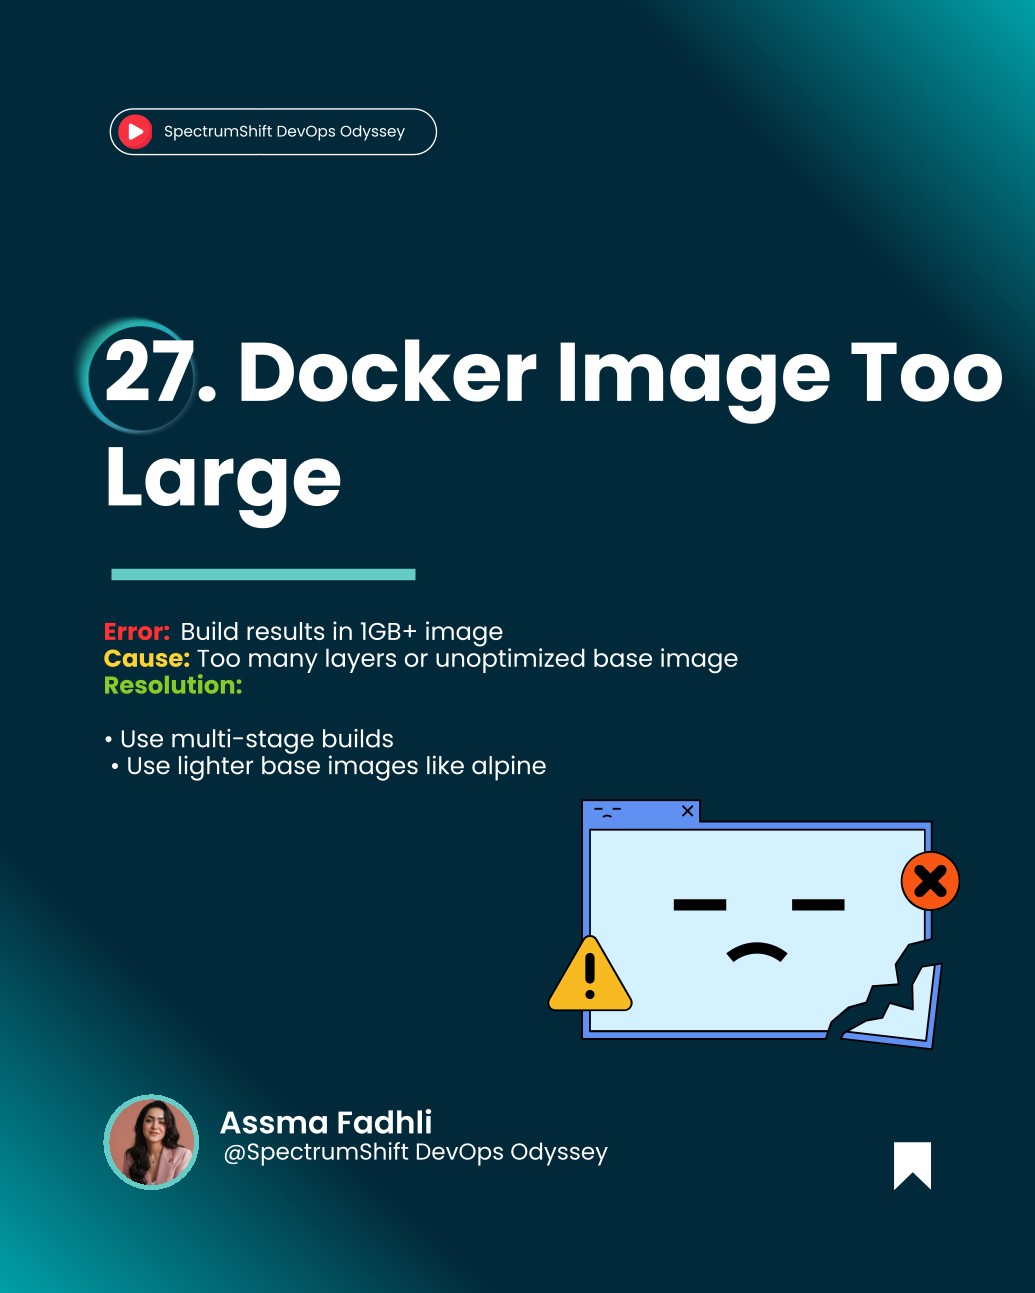 SpectrumShift DevOps Odyssey
27. Docker Image Too
Large
Error: Build results in 1GB+ image
Cause: Too many layers or unoptimized base image
Resolution:
• Use multi-stage builds
• Use lighter base images like alpine
Assma Fadhli
@SpectrumShift DevOps Odyssey